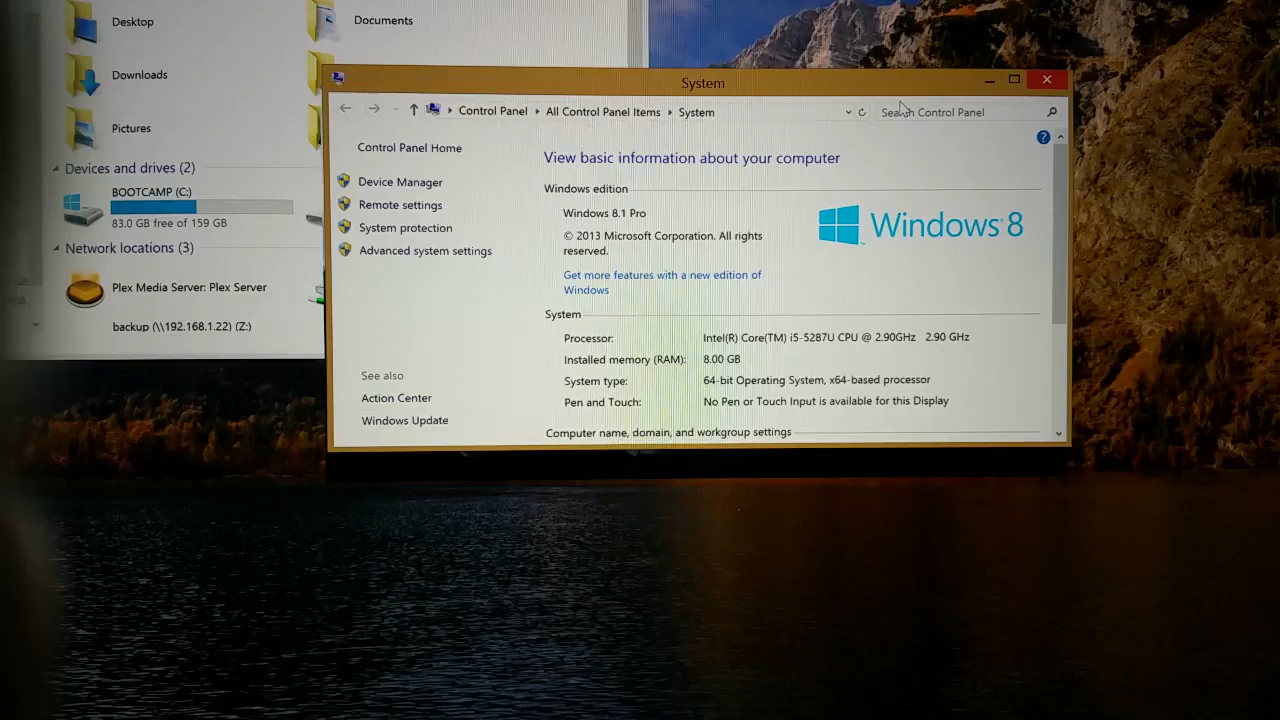 Desktop
Documents
Downloads
Pictures
Devices and drives (2)
BOOTCAMP (C:)
83.0 GB free of 159 GB
Network locations (3)
Plex Media Server: Plex Server
backup (\\192.168.1.22) (Z:)
System
Control Panel
All Control Panel Items
System
Search Control Panel
Control Panel Home
Device Manager
Remote settings
System protection
Advanced system settings
See also
Action Center
Windows Update
View basic information about your computer
Windows edition
Windows 8.1 Pro
© 2013 Microsoft Corporation. All rights
reserved.
Get more features with a new edition of
Windows
Windows 8
System
Processor: Intel(R) Core(TM) i5-5287U CPU @ 2.90GHz 2.90 GHz
Installed memory (RAM): 8.00 GB
System type: 64-bit Operating System, x64-based processor
Pen and Touch: No Pen or Touch Input is available for this Display
Computer name, domain, and workgroup settings